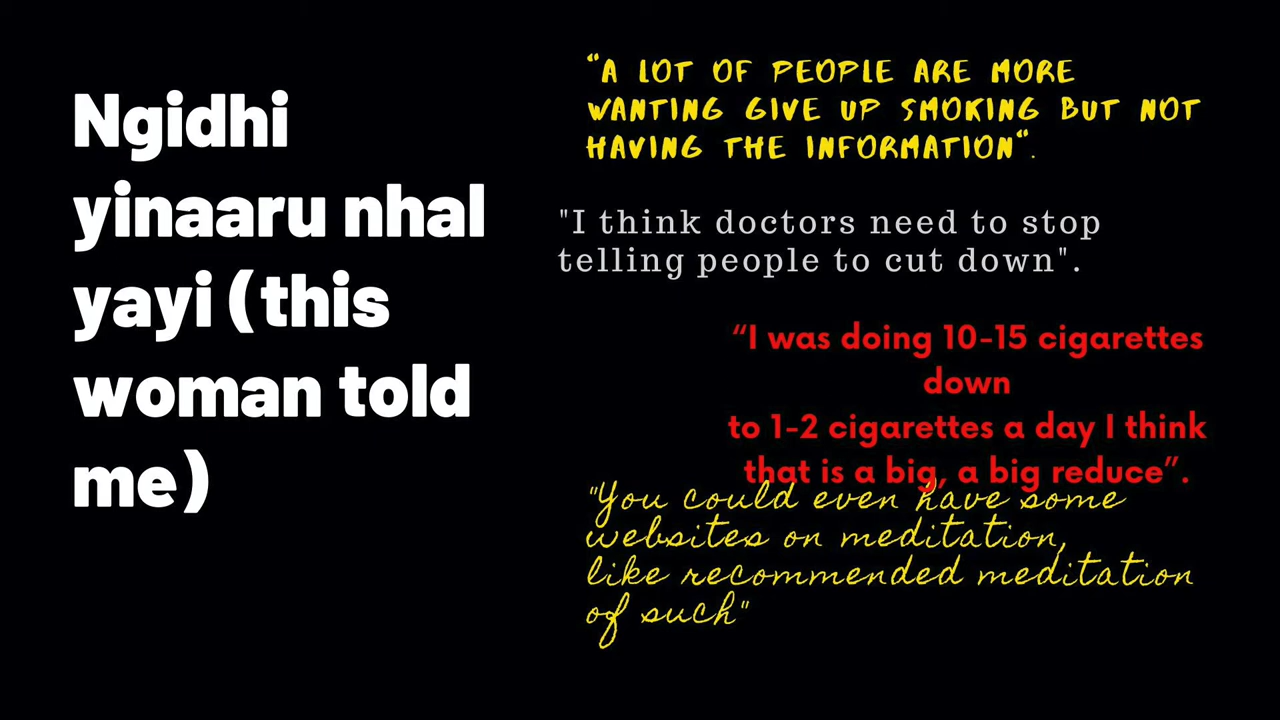 Ngidhi
yinaaru nhal
yayi (this
woman told
me)
“A LOT OF PEOPLE ARE MORE
WANTING GIVE UP SMOKING BUT NOT
HAVING THE INFORMATION“.
"I think doctors need to stop
telling people to cut down".
“I was doing 10-15 cigarettes
down
to 1-2 cigarettes a day I think
that is a big, a big reduce”.
"You could even have some
websites on meditation,
like recommended meditation
of such"